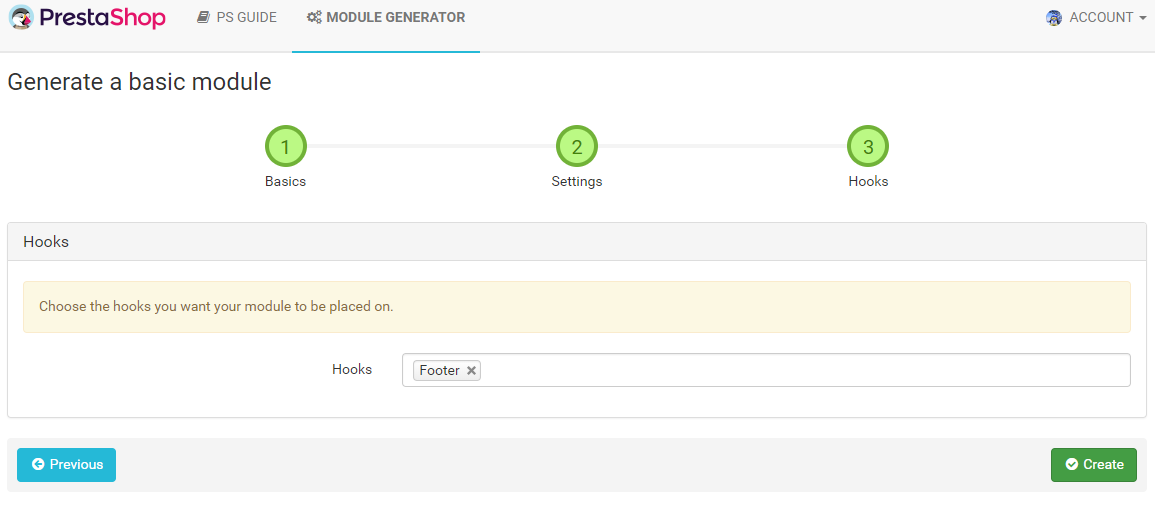 PrestaShop PS GUIDE MODULE GENERATOR ACCOUNT
Generate a basic module
1 2 3
Basics Settings Hooks
Hooks
Choose the hooks you want your module to be placed on.
Hooks Footer
Previous Create